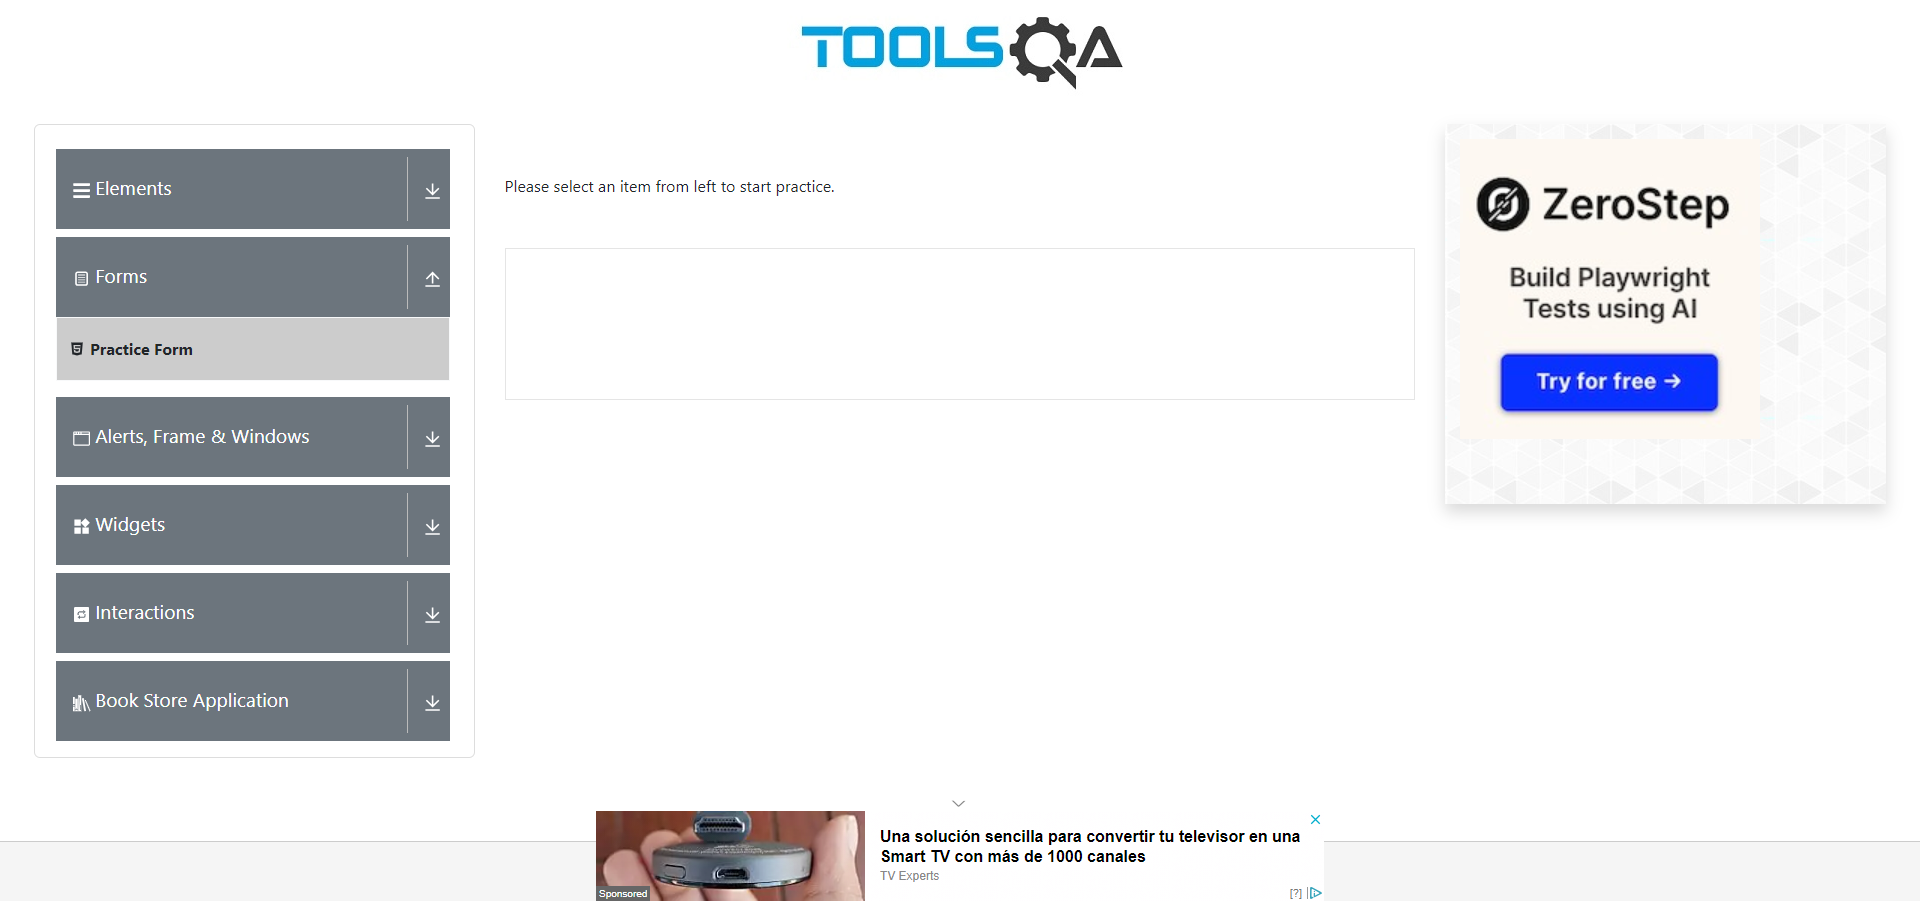 TOOLSQA
Elements
Forms
Practice Form
Alerts, Frame & Windows
Widgets
Interactions
Book Store Application
Please select an item from left to start practice.
ZeroStep
Build Playwright
Tests using AI
Try for free →
Una solución sencilla para convertir tu televisor en una
Smart TV con más de 1000 canales
TV Experts
Sponsored
[?]